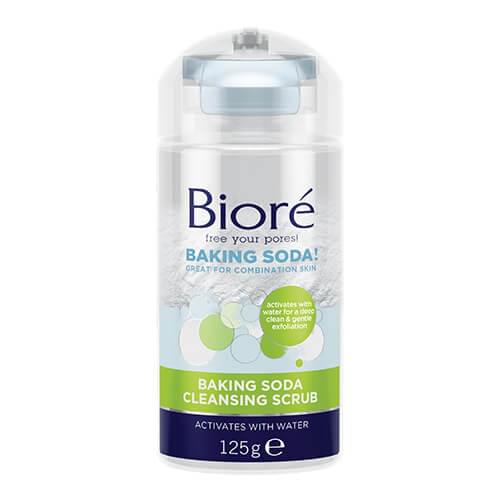 Bioré
free your pores!
BAKING SODA!
GREAT FOR COMBINATION SKIN
activates with
water for a deep
clean & gentle
exfoliation
BAKING SODA
CLEANSING SCRUB
ACTIVATES WITH WATER
125g e